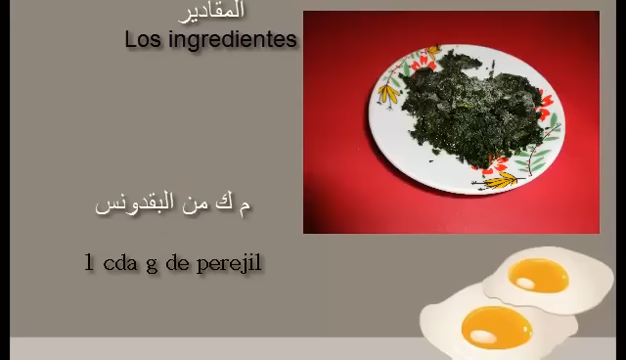 المقادير
Los ingredientes
م ك من البقدونس
1 cda g de perejil